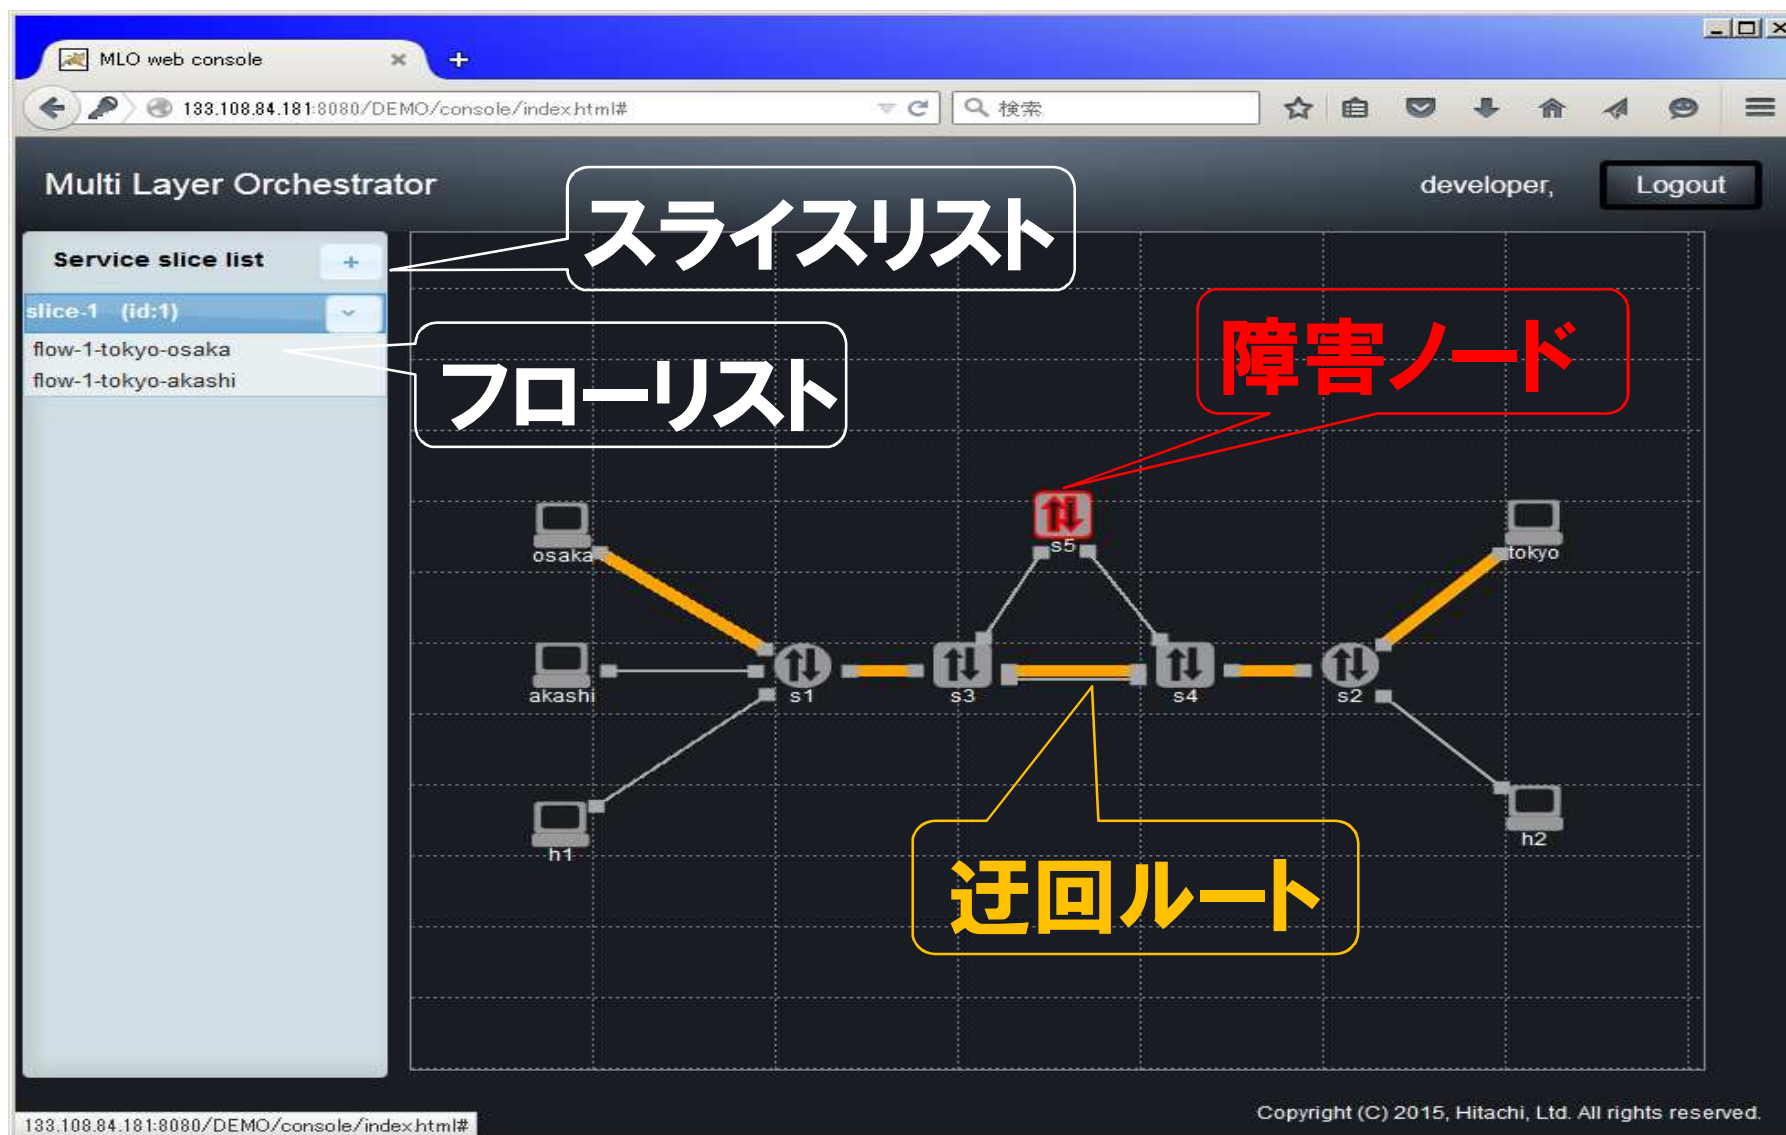 MLO web console
133.108.84.181:8080/DEMO/console/index.html#
検索
Multi Layer Orchestrator
developer,
Logout
スライスリスト
Service slice list
+
slice-1 (id:1)
flow-1-tokyo-osaka
flow-1-tokyo-akashi
フローリスト
障害ノード
osaka
s5
tokyo
akashi
s1
s3
s4
s2
h1
h2
迂回ルート
Copyright (C) 2015, Hitachi, Ltd. All rights reserved.
133.108.84.181:8080/DEMO/console/index.html#